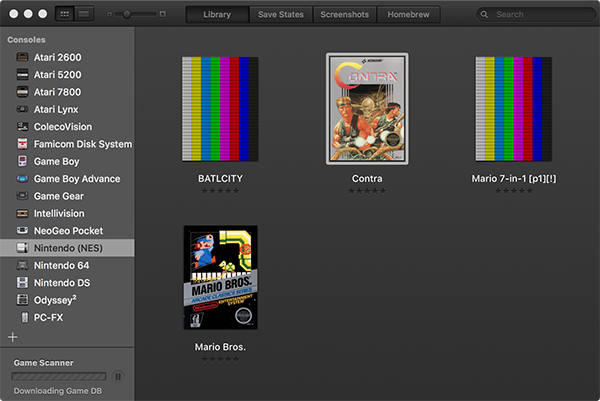 Library
Save States
Screenshots
Homebrew
Search
Consoles
Atari 2600
Atari 5200
Atari 7800
Atari Lynx
ColecoVision
Famicom Disk System
Game Boy
Game Boy Advance
Game Gear
Intellivision
NeoGeo Pocket
Nintendo (NES)
Nintendo 64
Nintendo DS
Odyssey²
PC-FX
Game Scanner
Downloading Game DB
KONAMI
CONTRA
BATLCITY
Contra
Mario 7-in-1 [p1][!]
MARIO BROS.
ARCADE CLASSICS SERIES
Nintendo
ENTERTAINMENT
SYSTEM
Mario Bros.